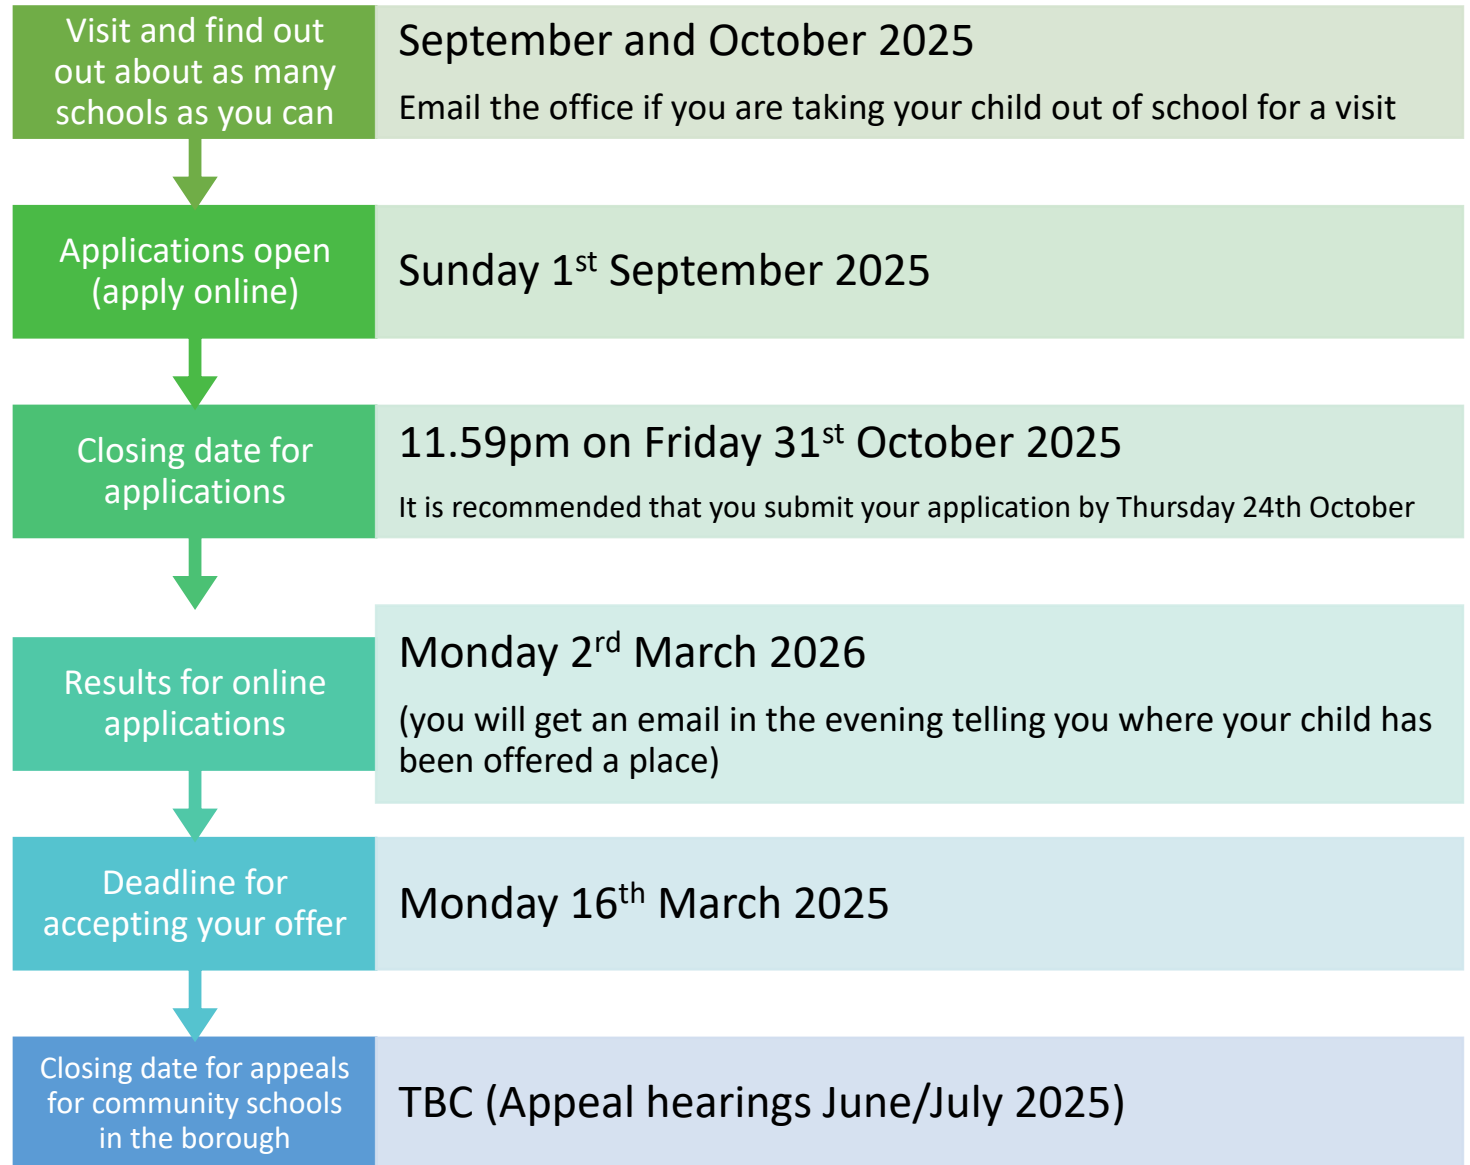 Visit and find out
out about as many
schools as you can
September and October 2025
Email the office if you are taking your child out of school for a visit
Applications open
(apply online)
Sunday 1st September 2025
Closing date for
applications
11.59pm on Friday 31st October 2025
It is recommended that you submit your application by Thursday 24th October
Results for online
applications
Monday 2rd March 2026
(you will get an email in the evening telling you where your child has
been offered a place)
Deadline for
accepting your offer
Monday 16th March 2025
Closing date for appeals
for community schools
in the borough
TBC (Appeal hearings June/July 2025)